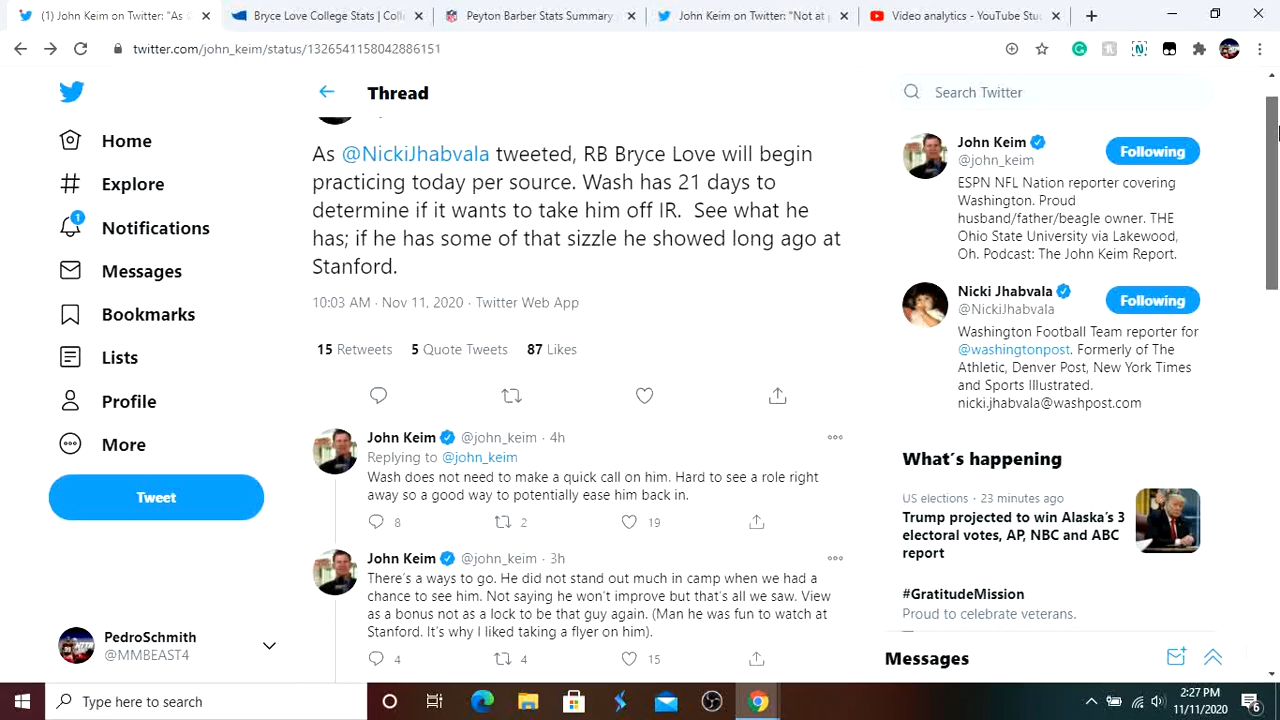 (1) John Keim on Twitter: "As
Bryce Love College Stats | Coll
Peyton Barber Stats Summary
John Keim on Twitter: "Not at
Video analytics - YouTube Stu
twitter.com/john_keim/status/1326541158042886151
Thread
Search Twitter
Home
Explore
1
Notifications
Messages
Bookmarks
Lists
Profile
More
Tweet
PedroSchmith
@MMBEAST4
As @NickiJhabvala tweeted, RB Bryce Love will begin
practicing today per source. Wash has 21 days to
determine if it wants to take him off IR. See what he
has; if he has some of that sizzle he showed long ago at
Stanford.
10:03 AM · Nov 11, 2020 · Twitter Web App
15 Retweets 5 Quote Tweets 87 Likes
John Keim @john_keim · 4h
Replying to @john_keim
Wash does not need to make a quick call on him. Hard to see a role right
away so a good way to potentially ease him back in.
8 2 19
John Keim @john_keim · 3h
There's a ways to go. He did not stand out much in camp when we had a
chance to see him. Not saying he won't improve but that's all we saw. View
as a bonus not as a lock to be that guy again. (Man he was fun to watch at
Stanford. It's why I liked taking a flyer on him).
4 4 15
John Keim
@john_keim
Following
ESPN NFL Nation reporter covering
Washington. Proud
husband/father/beagle owner. THE
Ohio State University via Lakewood,
Oh. Podcast: The John Keim Report.
Nicki Jhabvala
@NickiJhabvala
Following
Washington Football Team reporter for
@washingtonpost. Formerly of The
Athletic, Denver Post, New York Times
and Sports Illustrated.
nicki.jhabvala@washpost.com
What's happening
US elections · 23 minutes ago
Trump projected to win Alaska's 3
electoral votes, AP, NBC and ABC
report
#GratitudeMission
Proud to celebrate veterans.
Messages
Type here to search
2:27 PM
11/11/2020
6